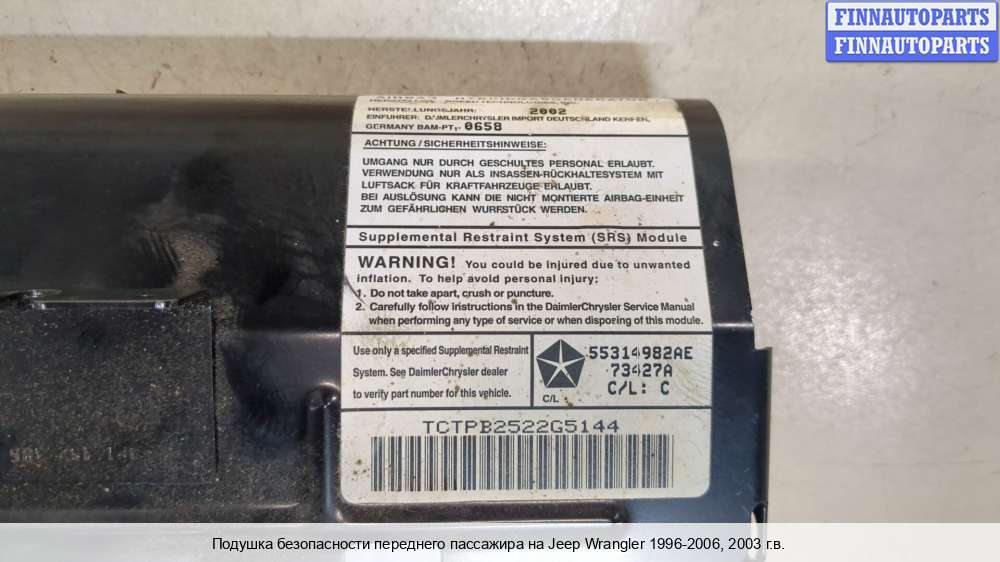 FINNAUTOPARTS
FINNAUTOPARTS
HERSTELLUNGSJAHR: 2002
EINFÜHRER: DAIMLERCHRYSLER IMPORT DEUTSCHLAND KERPEN,
GERMANY BAM-PT1- 0658
ACHTUNG / SICHERHEITSHINWEISE:
UMGANG NUR DURCH GESCHULTES PERSONAL ERLAUBT.
VERWENDUNG NUR ALS INSASSEN-RÜCKHALTESYSTEM MIT
LUFTSACK FÜR KRAFTFAHRZEUGE ERLAUBT.
BEI AUSLÖSUNG KANN DIE NICHT MONTIERTE AIRBAG-EINHEIT
ZUM GEFÄHRLICHEN WURFSTÜCK WERDEN.
Supplemental Restraint System (SRS) Module
WARNING! You could be injured due to unwanted
inflation. To help avoid personal injury:
1. Do not take apart, crush or puncture.
2. Carefully follow instructions in the DaimlerChrysler Service Manual
when performing any type of service or when disposing of this module.
Use only a specified Supplemental Restraint
System. See DaimlerChrysler dealer
to verify part number for this vehicle.
C/L
55314982AE
73427A
C/L: C
TCTPB2522G5144
Подушка безопасности переднего пассажира на Jeep Wrangler 1996-2006, 2003 г.в.